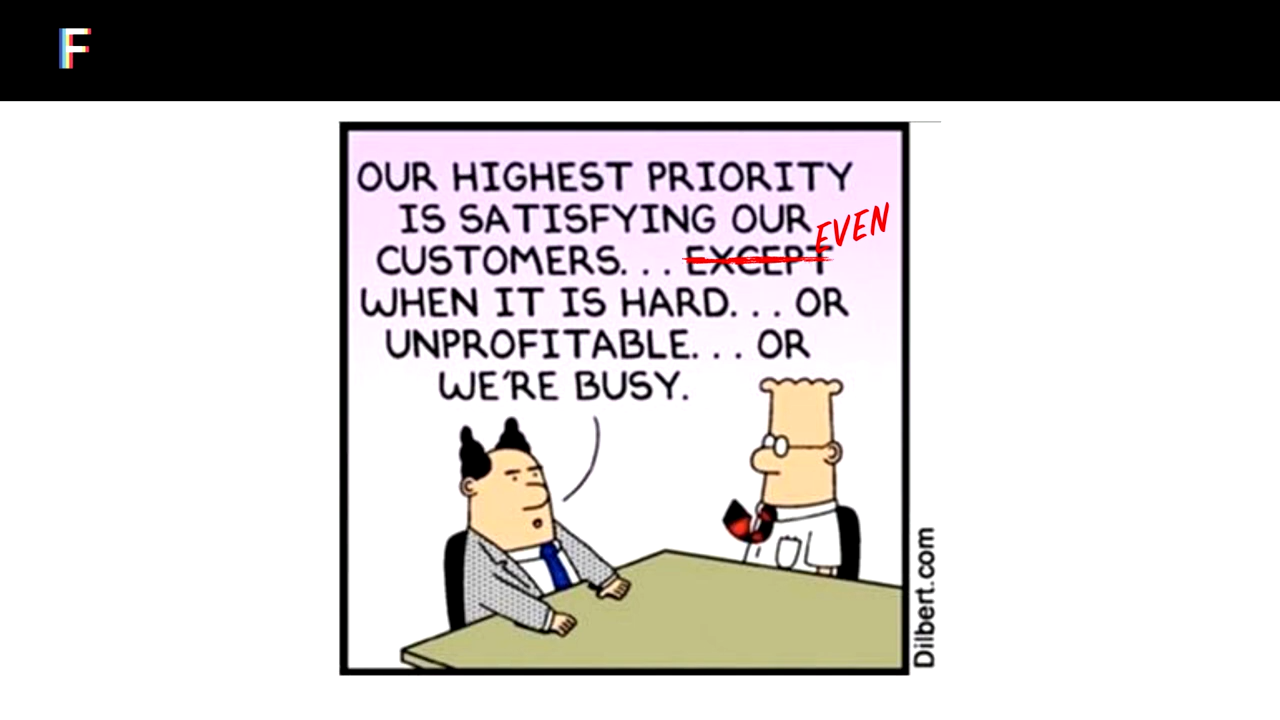 F
OUR HIGHEST PRIORITY
IS SATISFYING OUR
EVEN
CUSTOMERS. . . EXCEPT
WHEN IT IS HARD. . . OR
UNPROFITABLE. . . OR
WE'RE BUSY.
Dilbert.com